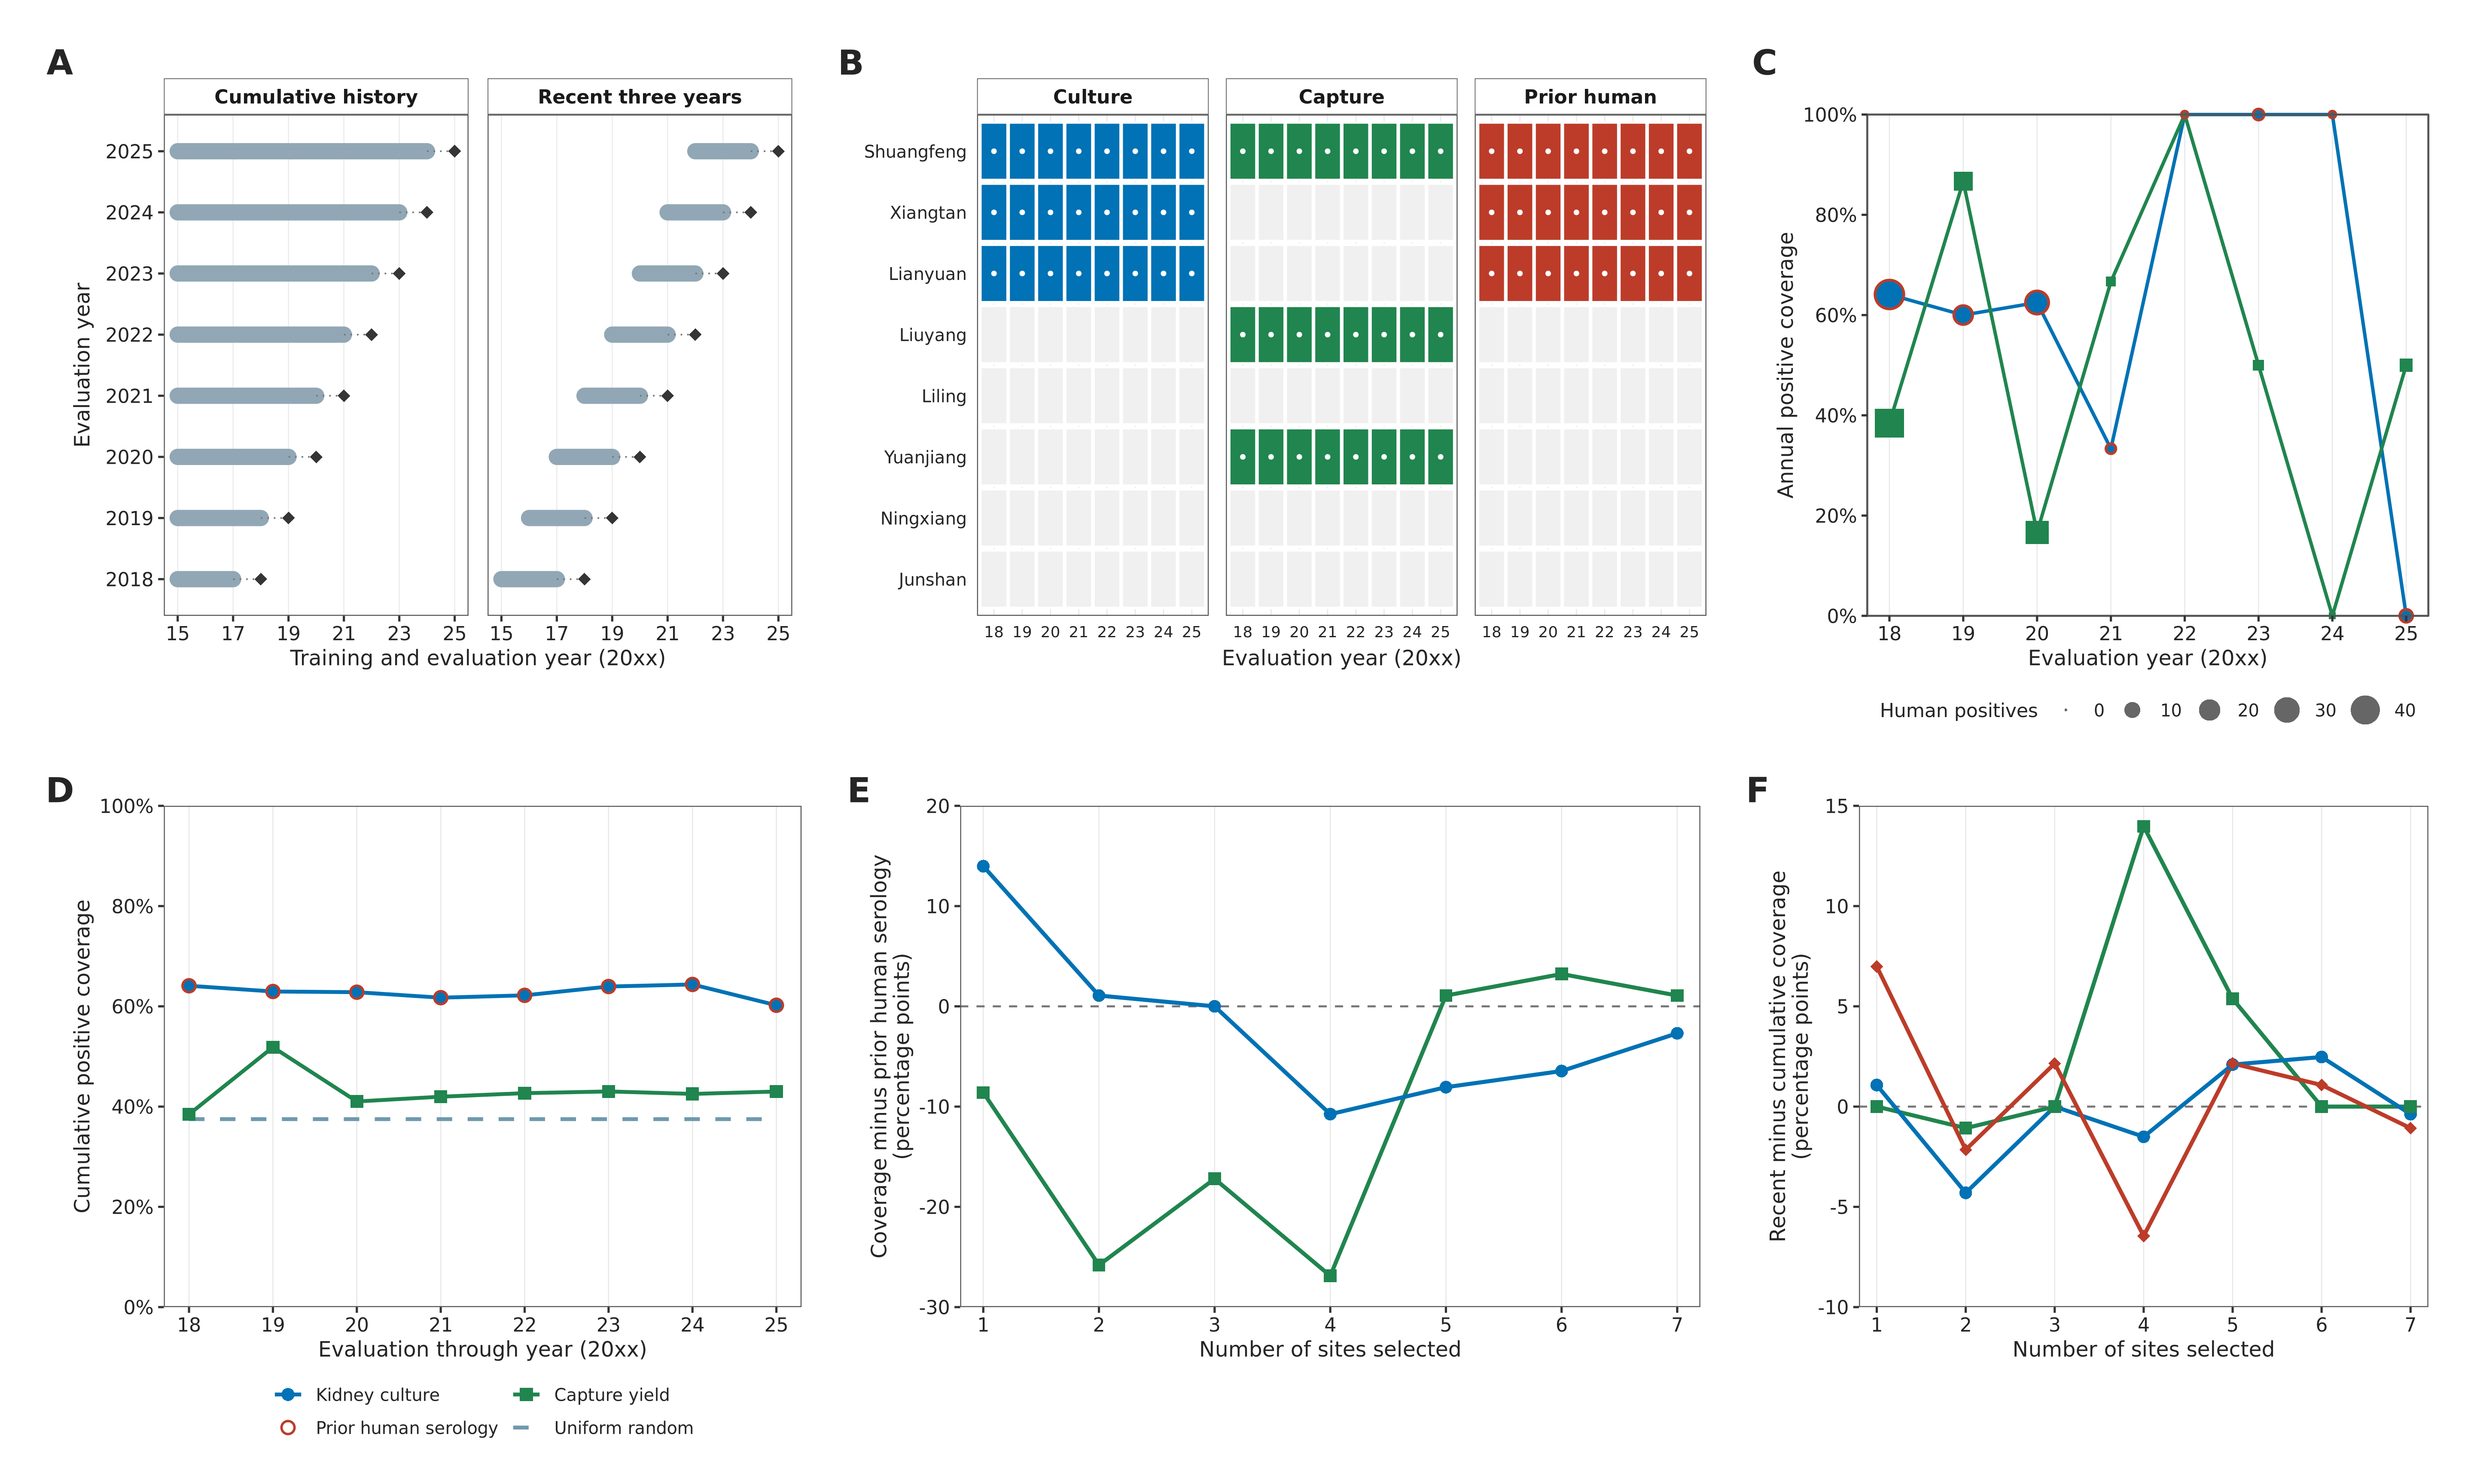 A
Cumulative history
Recent three years
Evaluation year
2025
2024
2023
2022
2021
2020
2019
2018
15 17 19 21 23 25
15 17 19 21 23 25
Training and evaluation year (20xx)
B
Culture
Capture
Prior human
Shuangfeng
Xiangtan
Lianyuan
Liuyang
Liling
Yuanjiang
Ningxiang
Junshan
18 19 20 21 22 23 24 25
18 19 20 21 22 23 24 25
18 19 20 21 22 23 24 25
Evaluation year (20xx)
C
Annual positive coverage
100%
80%
60%
40%
20%
0%
18 19 20 21 22 23 24 25
Evaluation year (20xx)
Human positives 0 10 20 30 40
D
Cumulative positive coverage
100%
80%
60%
40%
20%
0%
18 19 20 21 22 23 24 25
Evaluation through year (20xx)
Kidney culture
Capture yield
Prior human serology
Uniform random
E
Coverage minus prior human serology
(percentage points)
20
10
0
-10
-20
-30
1 2 3 4 5 6 7
Number of sites selected
F
Recent minus cumulative coverage
(percentage points)
15
10
5
0
-5
-10
1 2 3 4 5 6 7
Number of sites selected